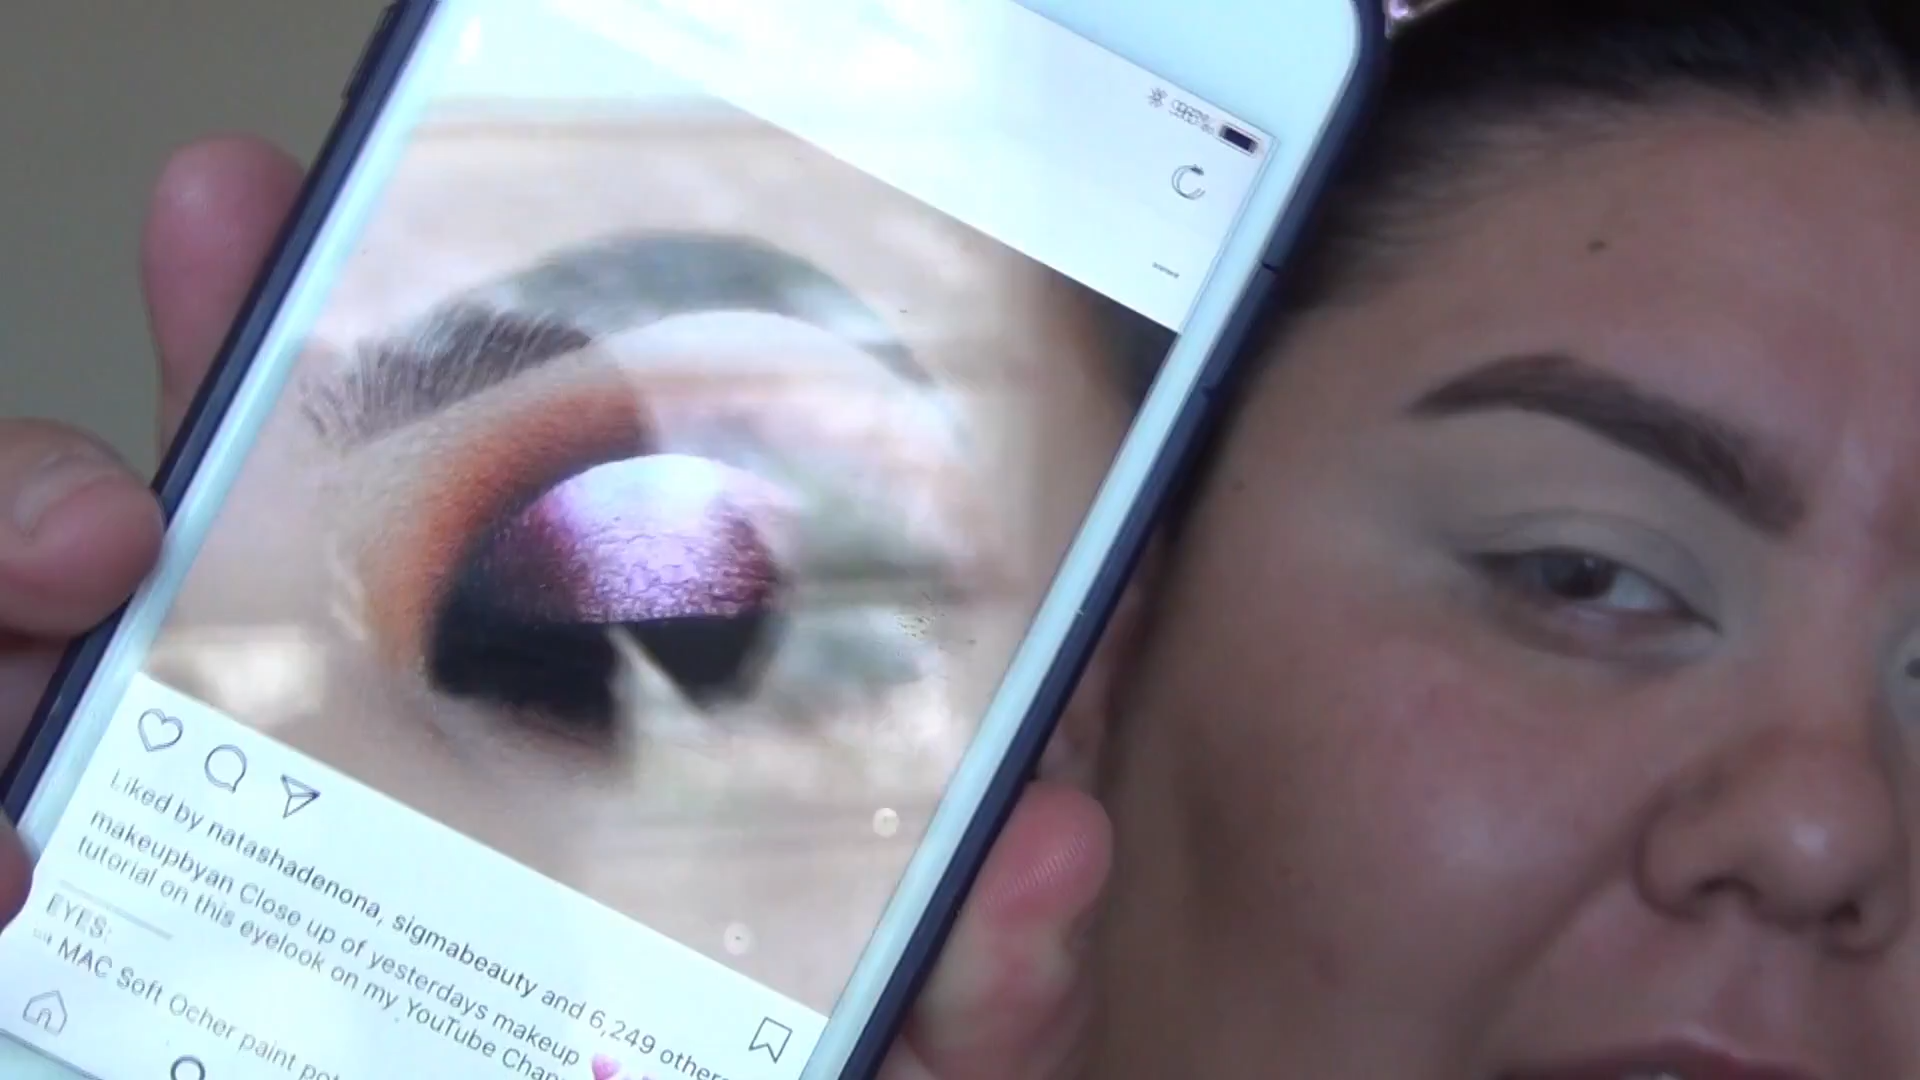 Liked by natashadenona, sigmabeauty and 6,249 others
makeupbyan Close up of yesterdays makeup
tutorial on this eyelook on my YouTube Chan
EYES:
MAC Soft Ocher paint pot